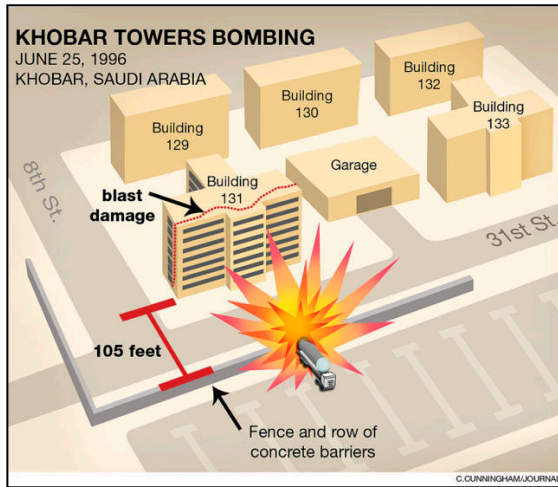 KHOBAR TOWERS BOMBING
JUNE 25, 1996
KHOBAR, SAUDI ARABIA
Building
132
Building
130
Building
133
Building
129
Garage
8th St.
blast
damage
Building
131
31st St.
105 feet
Fence and row of
concrete barriers
C.CUNNINGHAM/JOURNAL